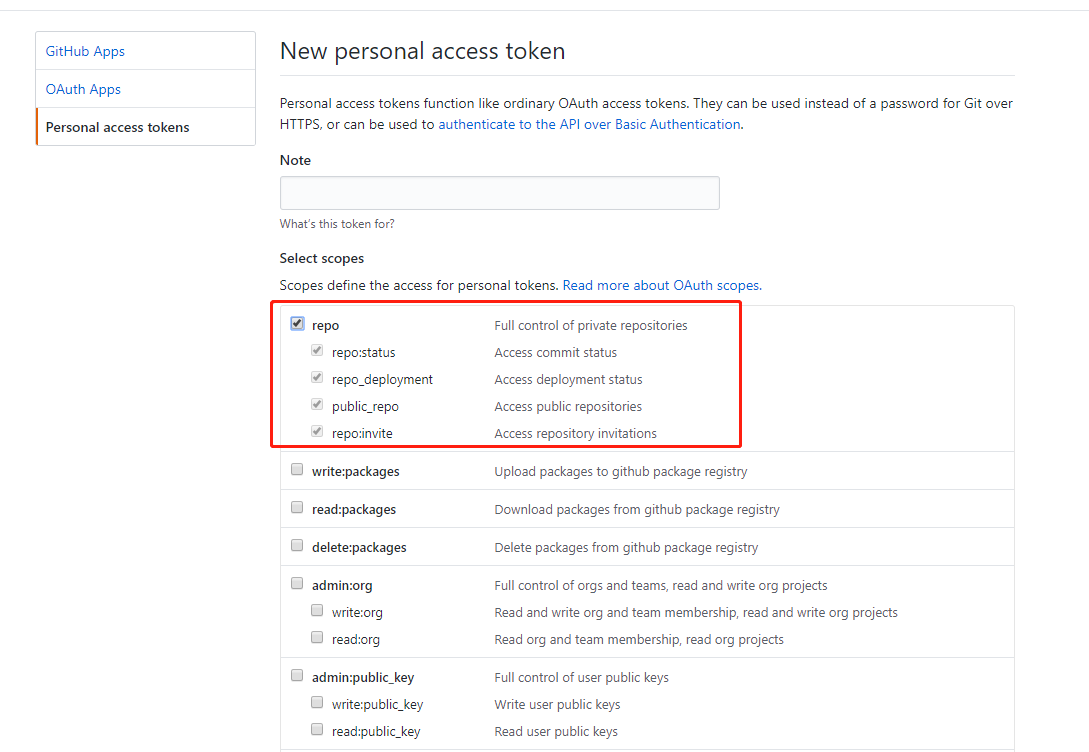 GitHub Apps
OAuth Apps
Personal access tokens
New personal access token
Personal access tokens function like ordinary OAuth access tokens. They can be used instead of a password for Git over
HTTPS, or can be used to authenticate to the API over Basic Authentication.
Note
What's this token for?
Select scopes
Scopes define the access for personal tokens. Read more about OAuth scopes.
repo Full control of private repositories
repo:status Access commit status
repo_deployment Access deployment status
public_repo Access public repositories
repo:invite Access repository invitations
write:packages Upload packages to github package registry
read:packages Download packages from github package registry
delete:packages Delete packages from github package registry
admin:org Full control of orgs and teams, read and write org projects
write:org Read and write org and team membership, read and write org projects
read:org Read org and team membership, read org projects
admin:public_key Full control of user public keys
write:public_key Write user public keys
read:public_key Read user public keys